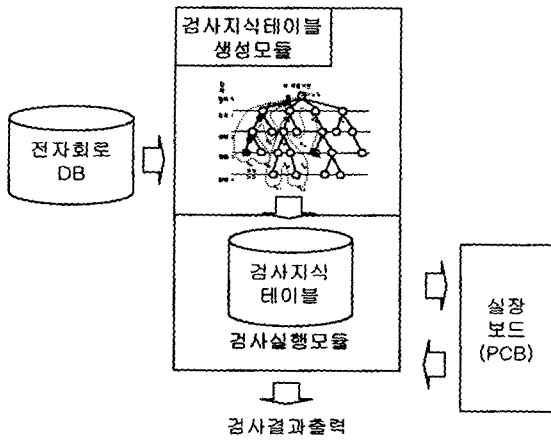 검사지식테이블
생성모듈
전자회로
DB
검사지식
테이블
검사실행모듈
실장
보드
(PCB)
검사결과출력